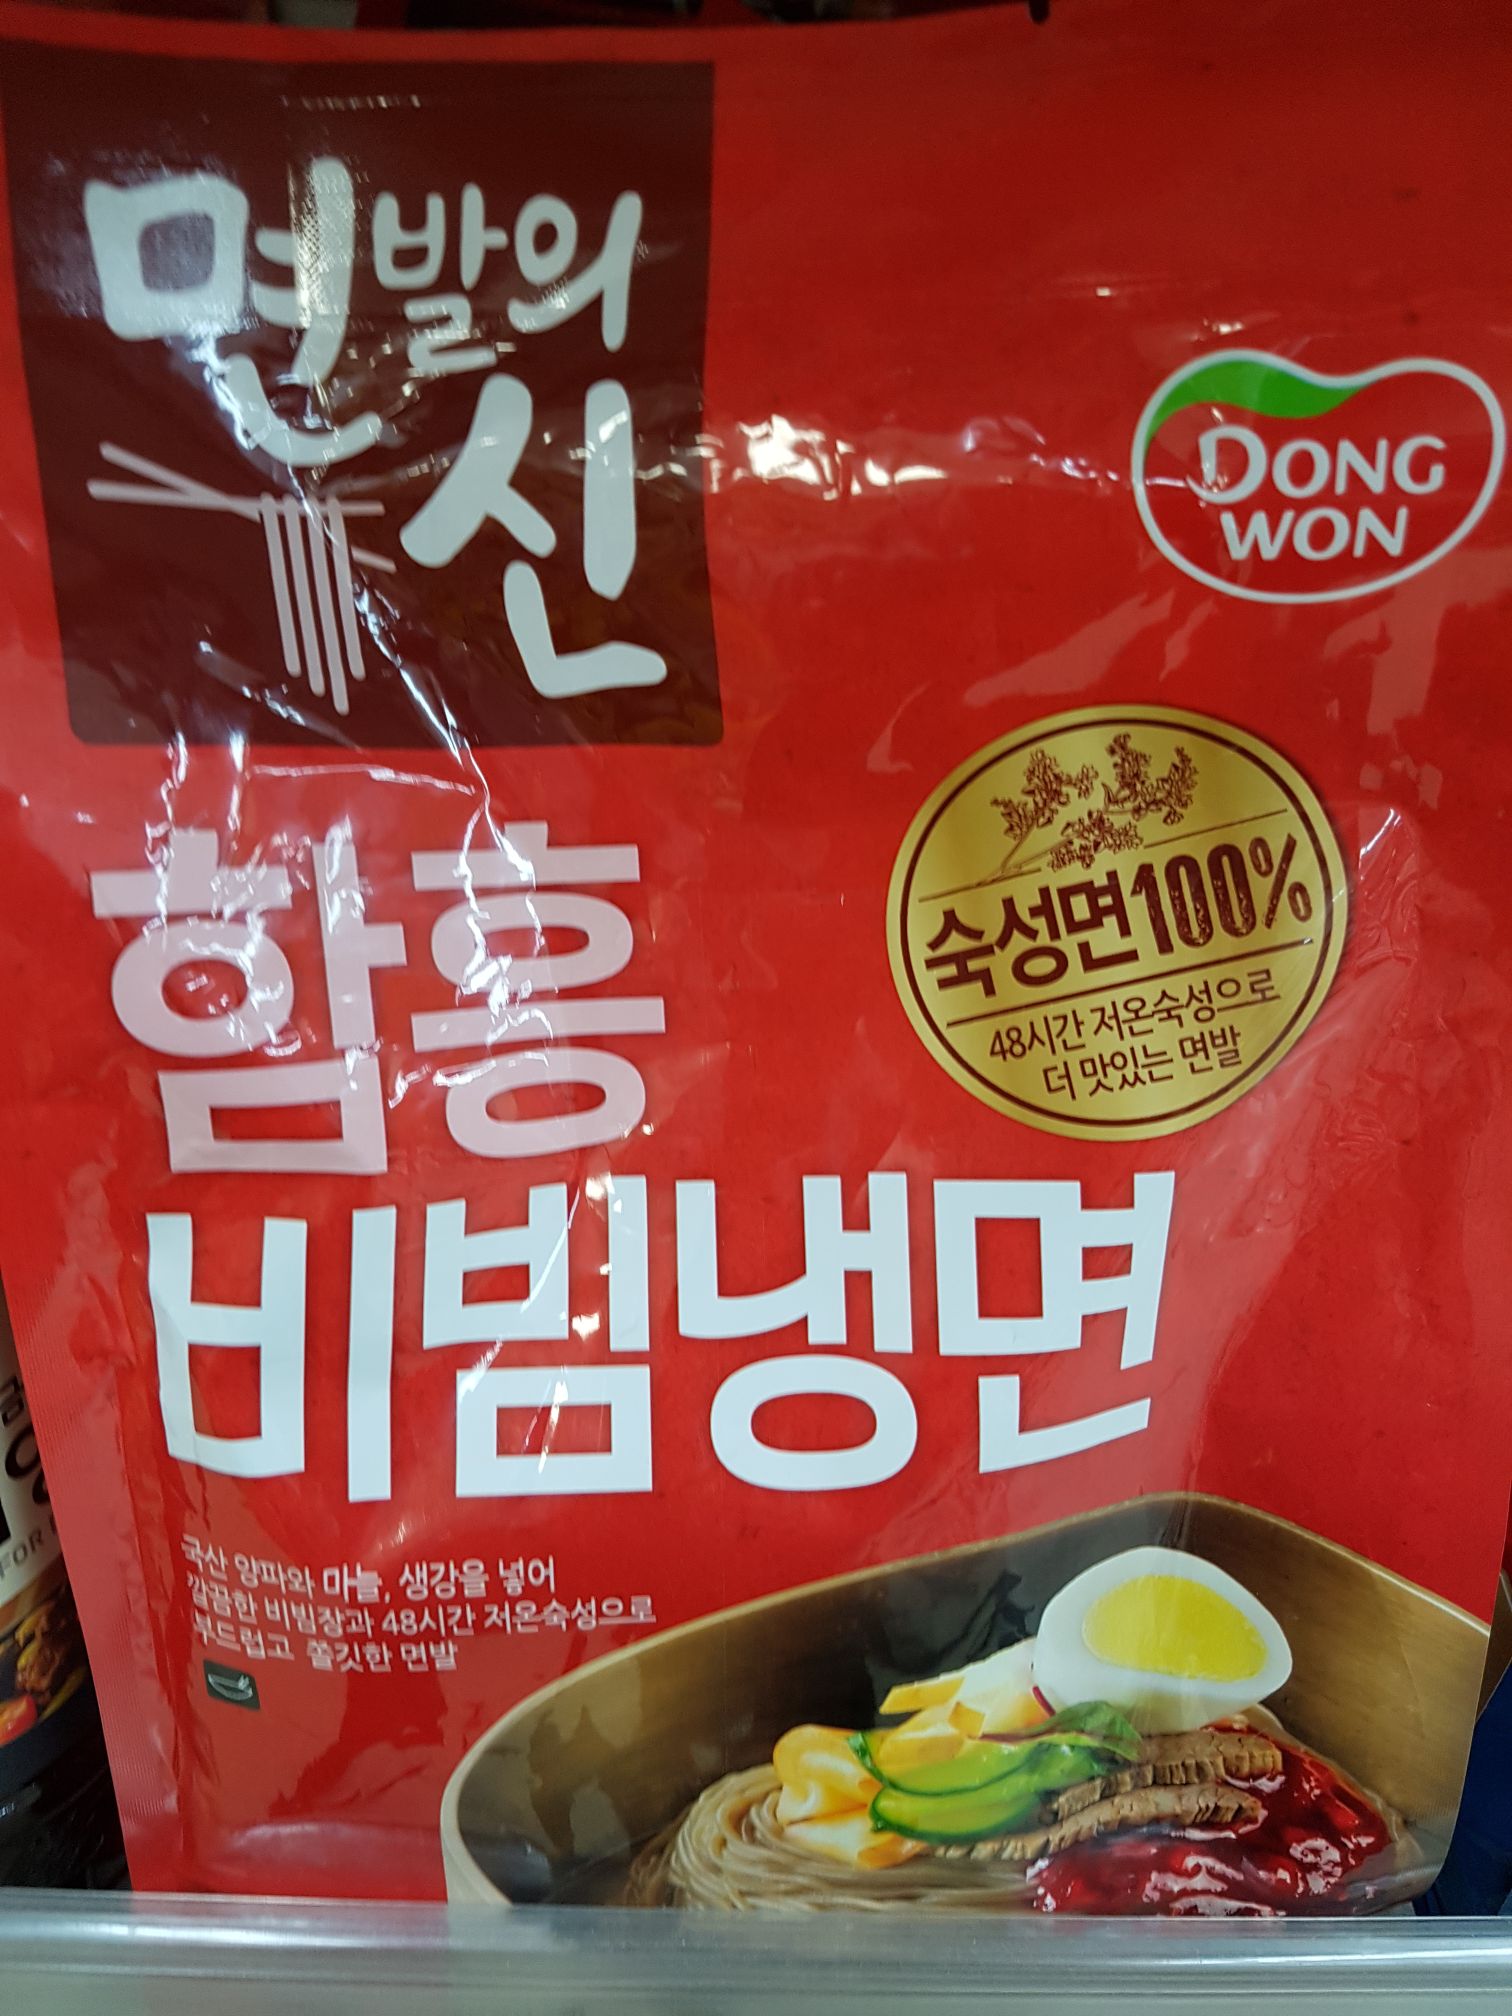 면발의
신
DONG
WON
숙성면100%
48시간 저온숙성으로
더 맛있는 면발
함흥
비빔냉면
국산 양파와 마늘, 생강을 넣어
깔끔한 비빔장과 48시간 저온숙성으로
부드럽고 쫄깃한 면발
FOR